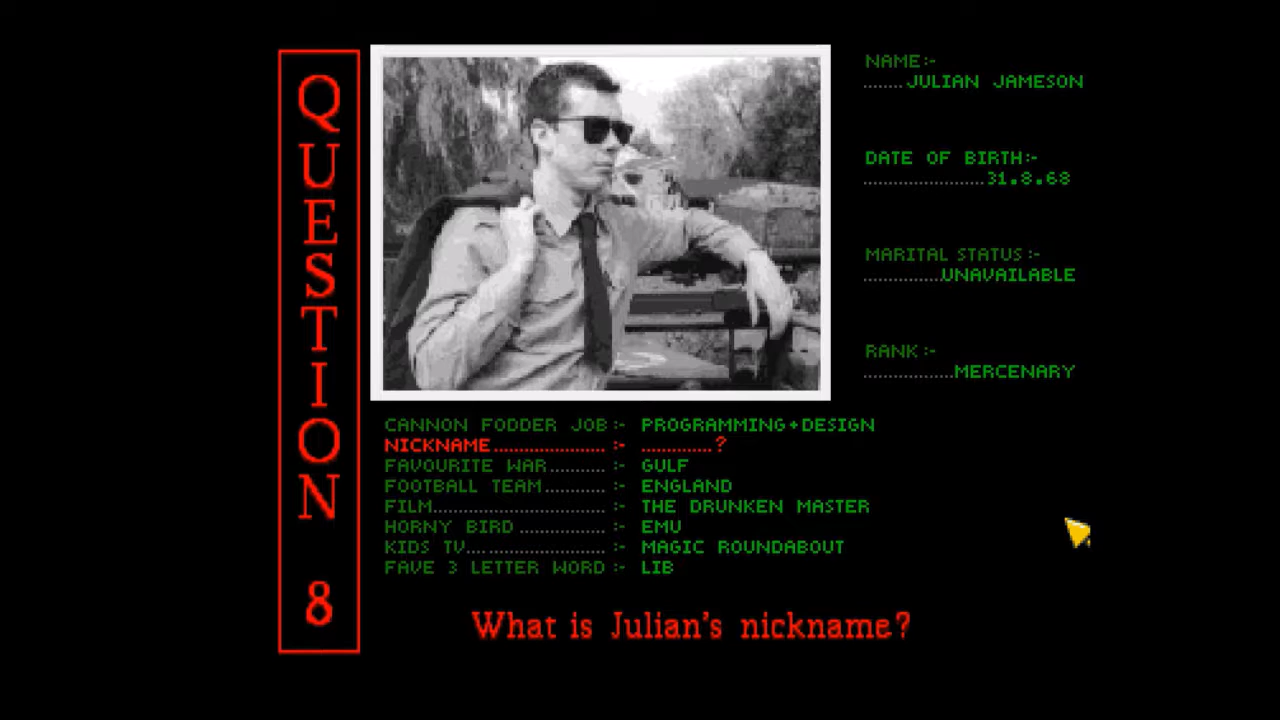 QUESTION 8
NAME:-
.......JULIAN JAMESON
DATE OF BIRTH:-
......................31.8.68
MARITAL STATUS:-
..............UNAVAILABLE
RANK:-
................MERCENARY
CANNON FODDER JOB:- PROGRAMMING+DESIGN
NICKNAME.....................:- .............?
FAVOURITE WAR..........:- GULF
FOOTBALL TEAM...........:- ENGLAND
FILM................................:- THE DRUNKEN MASTER
HORNY BIRD................:- EMU
KIDS TV.........................:- MAGIC ROUNDABOUT
FAVE 3 LETTER WORD:- LIB
What is Julian's nickname?